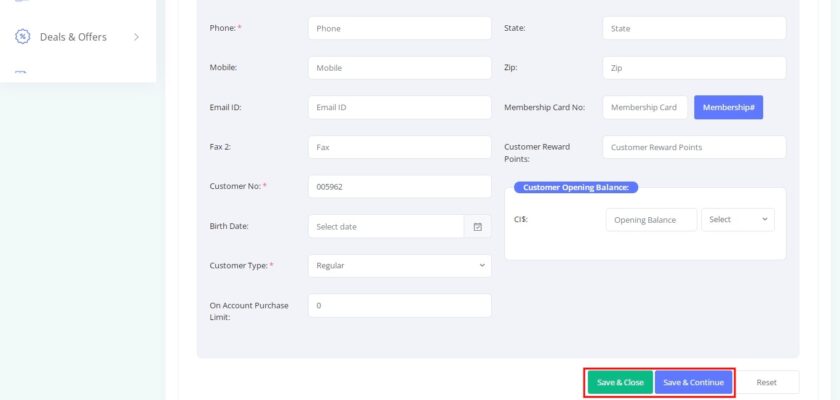 Deals & Offers
Phone: * Phone State: State
Mobile: Mobile Zip: Zip
Email ID: Email ID Membership Card No: Membership Card Membership#
Fax 2: Fax Customer Reward Points: Customer Reward Points
Customer No: * 005962 Customer Opening Balance:
Birth Date: Select date CI$: Opening Balance Select
Customer Type: * Regular
On Account Purchase Limit: 0
Save & Close Save & Continue Reset